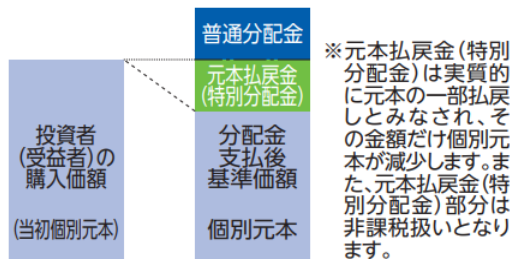 普通分配金
元本払戻金
(特別分配金)
投資者
(受益者)の
購入価額
(当初個別元本)
分配金
支払後
基準価額
個別元本
※元本払戻金(特別
分配金)は実質的
に元本の一部払戻
しとみなされ、そ
の金額だけ個別元
本が減少します。ま
た、元本払戻金(特
別分配金)部分は
非課税扱いとなり
ます。